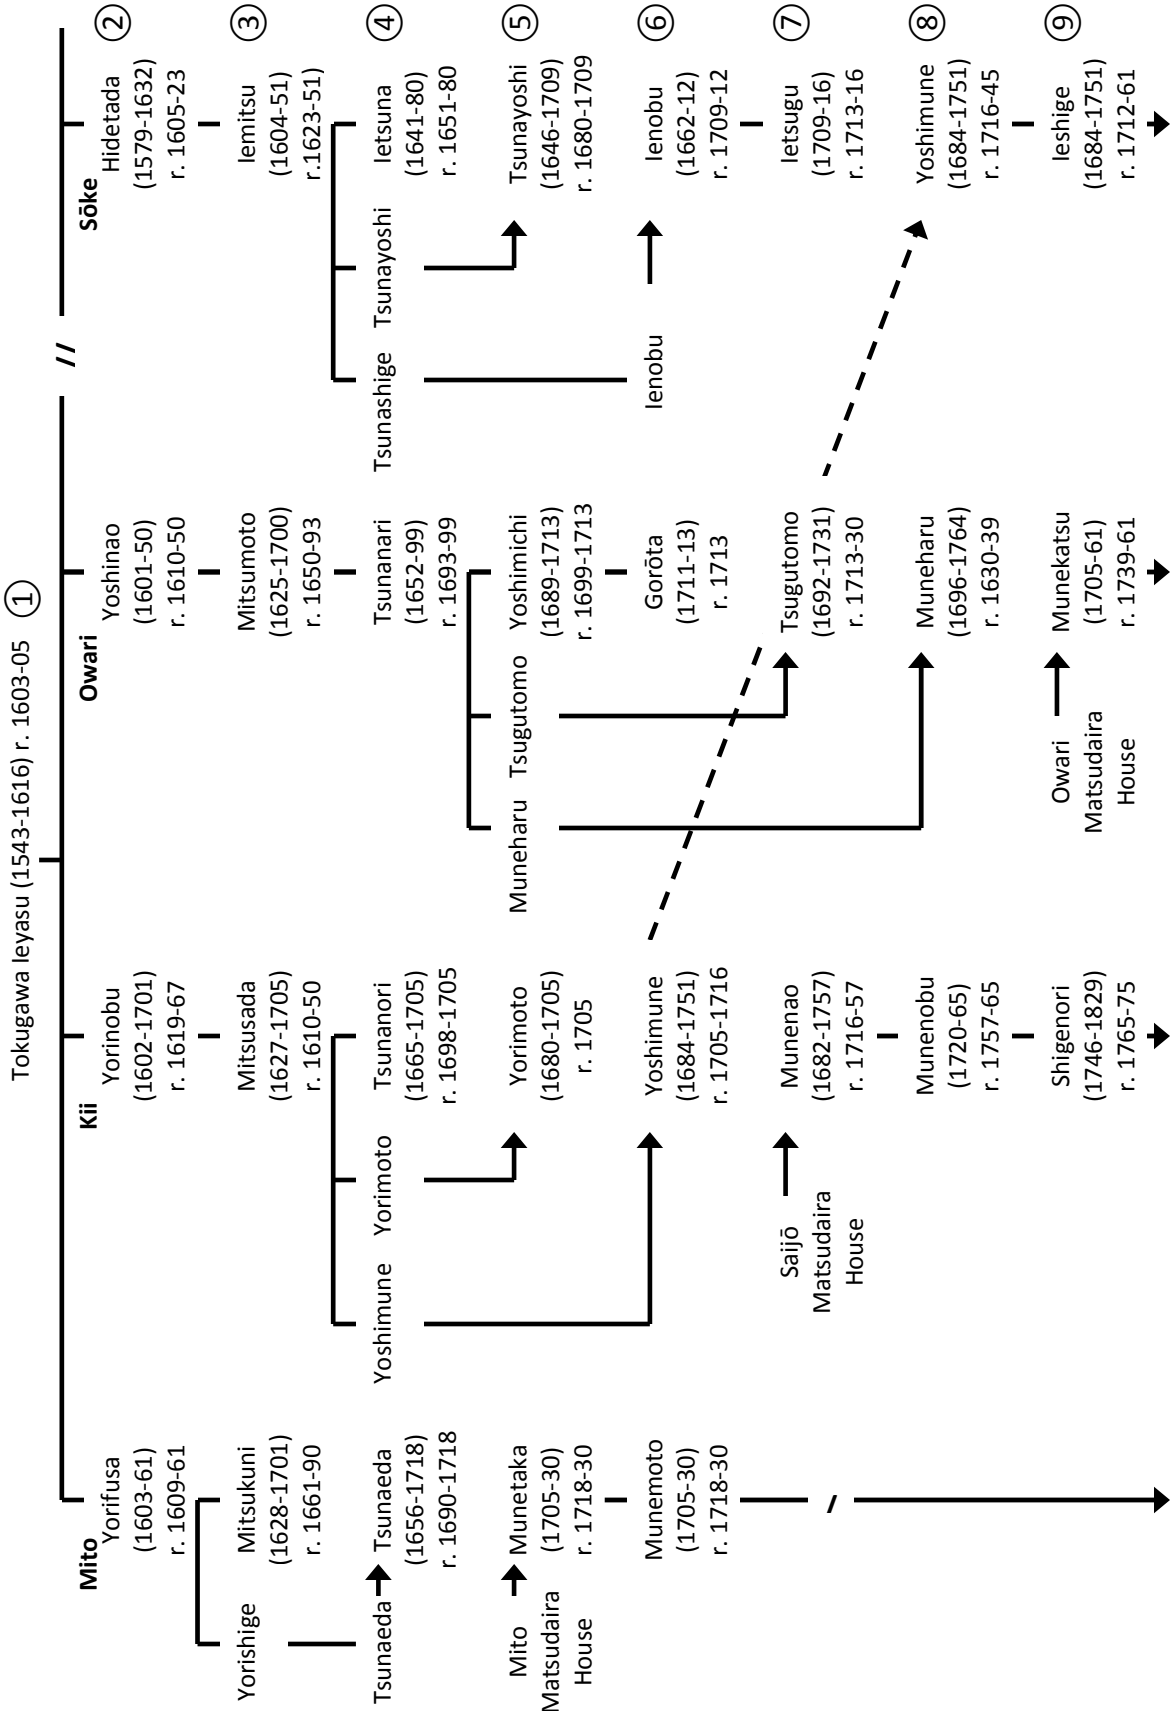 Tokugawa Ieyasu (1543-1616) r. 1603-05 ①
Mito
Yorifusa
(1603-61)
r. 1609-61
Kii
Yorinobu
(1602-1701)
r. 1619-67
Owari
Yoshinao
(1601-50)
r. 1610-50
//
Sōke
Hidetada
(1579-1632)
r. 1605-23
②
Yorishige
Mitsukuni
(1628-1701)
r. 1661-90
Mitsusada
(1627-1705)
r. 1610-50
Mitsumoto
(1625-1700)
r. 1650-93
Iemitsu
(1604-51)
r.1623-51)
③
Tsunaeda
Tsunaeda
(1656-1718)
r. 1690-1718
Yoshimune
Yorimoto
Tsunanori
(1665-1705)
r. 1698-1705
Tsunanari
(1652-99)
r. 1693-99
Tsunashige
Tsunayoshi
Ietsuna
(1641-80)
r. 1651-80
④
Mito
Matsudaira
House
Munetaka
(1705-30)
r. 1718-30
Yorimoto
(1680-1705)
r. 1705
Muneharu
Tsugutomo
Yoshimichi
(1689-1713)
r. 1699-1713
Tsunayoshi
(1646-1709)
r. 1680-1709
⑤
Munemoto
(1705-30)
r. 1718-30
Yoshimune
(1684-1751)
r. 1705-1716
Gorōta
(1711-13)
r. 1713
Ienobu
Ienobu
(1662-12)
r. 1709-12
⑥
/
Saijō
Matsudaira
House
Munenao
(1682-1757)
r. 1716-57
Tsugutomo
(1692-1731)
r. 1713-30
Ietsugu
(1709-16)
r. 1713-16
⑦
Munenobu
(1720-65)
r. 1757-65
Muneharu
(1696-1764)
r. 1630-39
Yoshimune
(1684-1751)
r. 1716-45
⑧
Shigenori
(1746-1829)
r. 1765-75
Owari
Matsudaira
House
Munekatsu
(1705-61)
r. 1739-61
Ieshige
(1684-1751)
r. 1712-61
⑨